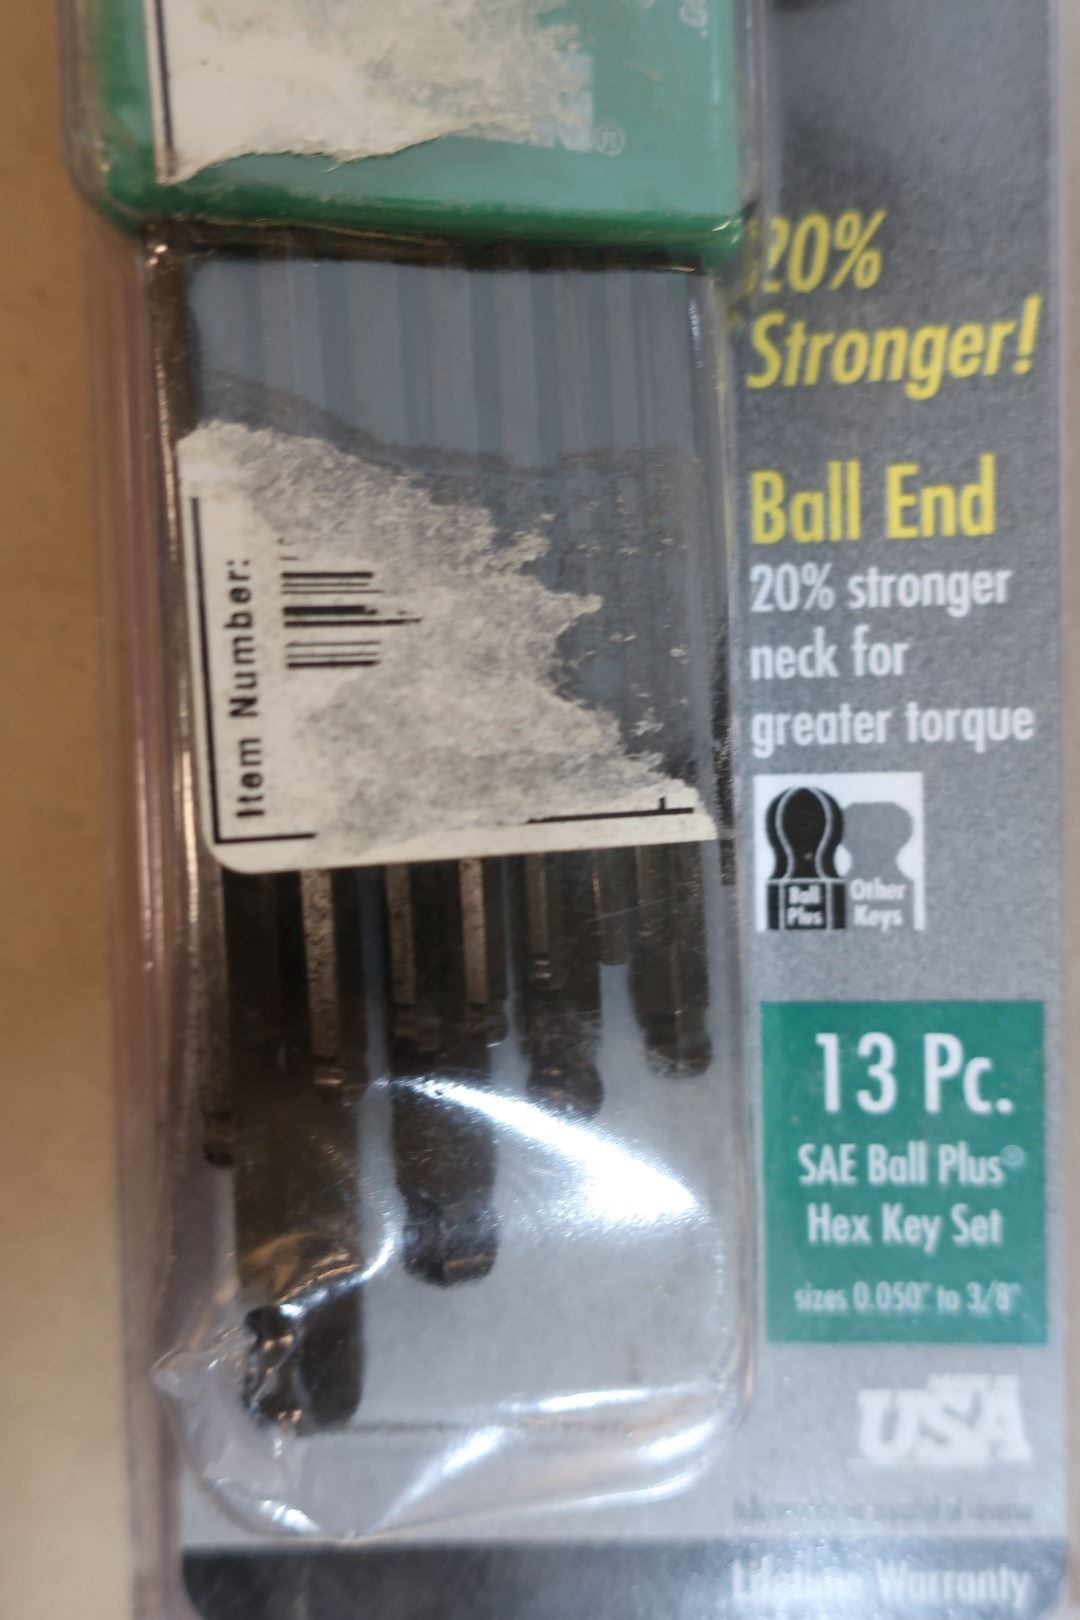 20%
Stronger!
Ball End
20% stronger
neck for
greater torque
Item Number:
Ball
Plus
Other
Keys
13 Pc.
SAE Ball Plus®
Hex Key Set
sizes 0.050" to 3/8"
USA
Lifetime Warranty